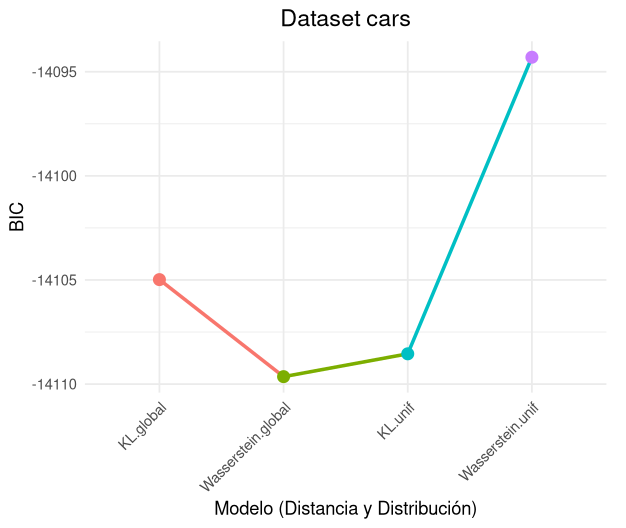 Dataset cars
BIC
-14095
-14100
-14105
-14110
KL.global
Wasserstein.global
KL.unif
Wasserstein.unif
Modelo (Distancia y Distribución)